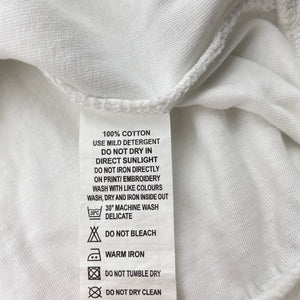 100% COTTON
USE MILD DETERGENT
DO NOT DRY IN
DIRECT SUNLIGHT
DO NOT IRON DIRECTLY
ON PRINT/ EMBROIDERY
WASH WITH LIKE COLOURS
WASH, DRY AND IRON INSIDE OUT
30° MACHINE WASH
DELICATE
DO NOT BLEACH
WARM IRON
DO NOT TUMBLE DRY
DO NOT DRY CLEAN